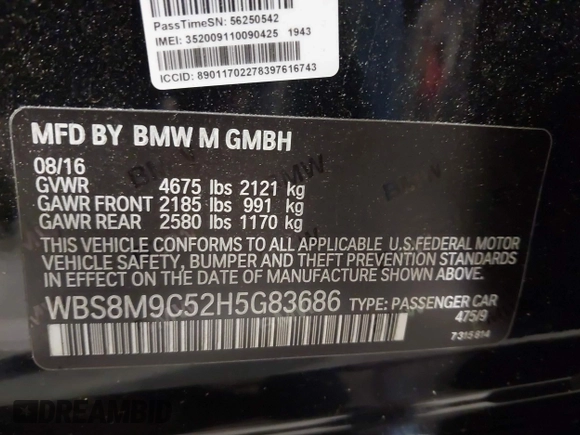 PassTimeSN: 56250542
IMEI: 352009110090425 1943
ICCID: 89011702278397616743
MFD BY BMW M GMBH
08/16
GVWR 4675 lbs 2121 kg
GAWR FRONT 2185 lbs 991 kg
GAWR REAR 2580 lbs 1170 kg
THIS VEHICLE CONFORMS TO ALL APPLICABLE U.S.FEDERAL MOTOR
VEHICLE SAFETY, BUMPER AND THEFT PREVENTION STANDARDS
IN EFFECT ON THE DATE OF MANUFACTURE SHOWN ABOVE.
WBS8M9C52H5G83686 TYPE: PASSENGER CAR
475/9
7315814
DREAMBID